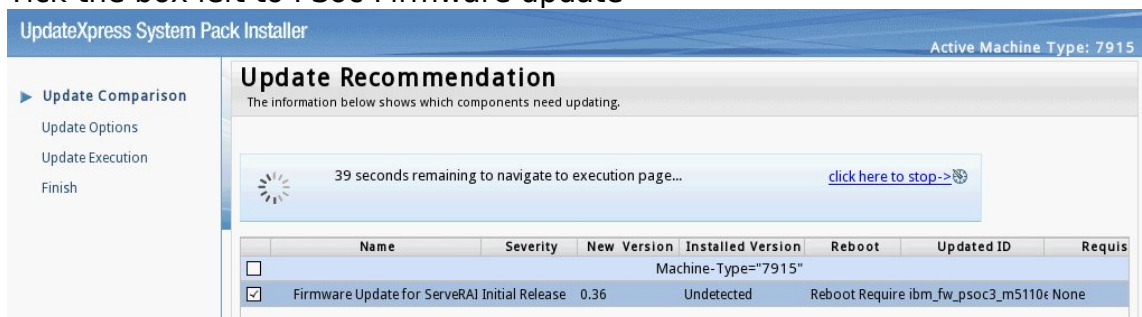 UpdateXpress System Pack Installer
Active Machine Type: 7915
Update Comparison
Update Options
Update Execution
Finish
Update Recommendation
The information below shows which components need updating.
39 seconds remaining to navigate to execution page...
click here to stop->
Name Severity New Version Installed Version Reboot Updated ID Requis
Machine-Type="7915"
Firmware Update for ServeRAI Initial Release 0.36 Undetected Reboot Require ibm_fw_psoc3_m5110e None